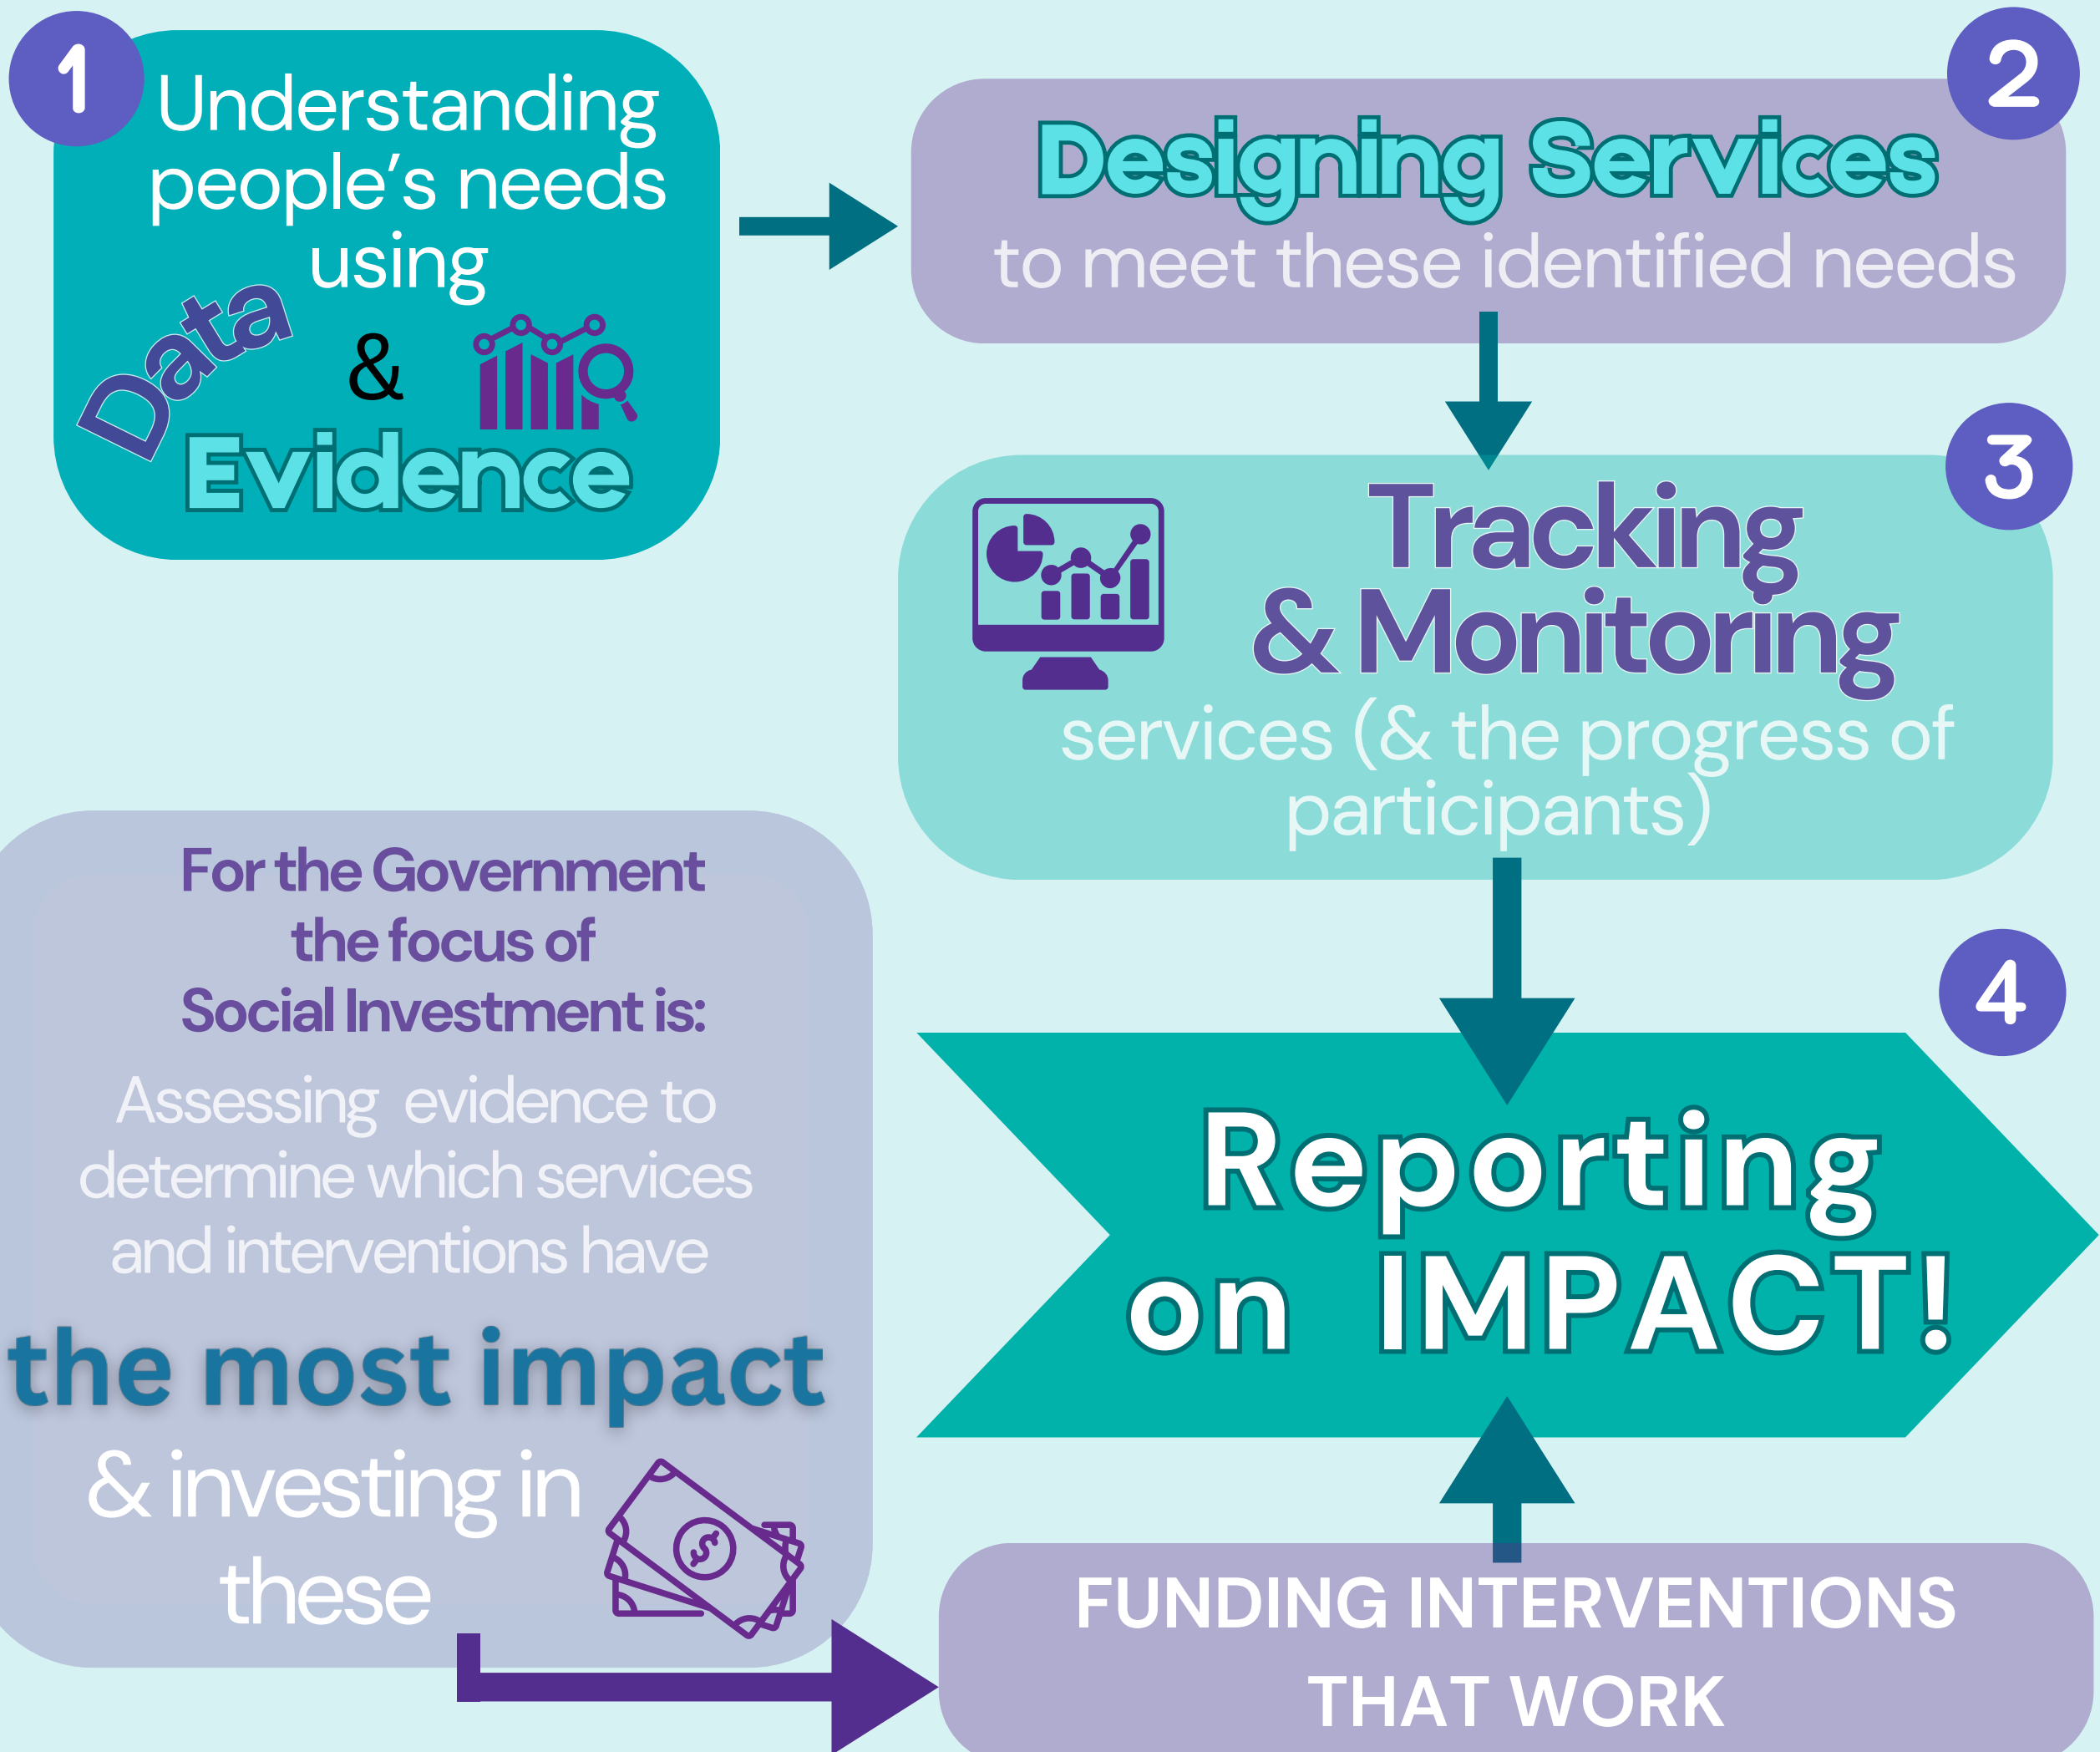 1
Understanding
people's needs
using
Data
&
Evidence
2
Designing Services
to meet these identified needs
3
Tracking
& Monitoring
services (& the progress of
participants)
4
Reporting
on IMPACT!
For the Government
the focus of
Social Investment is:
Assessing evidence to
determine which services
and interventions have
the most impact
& investing in
these
$
FUNDING INTERVENTIONS
THAT WORK